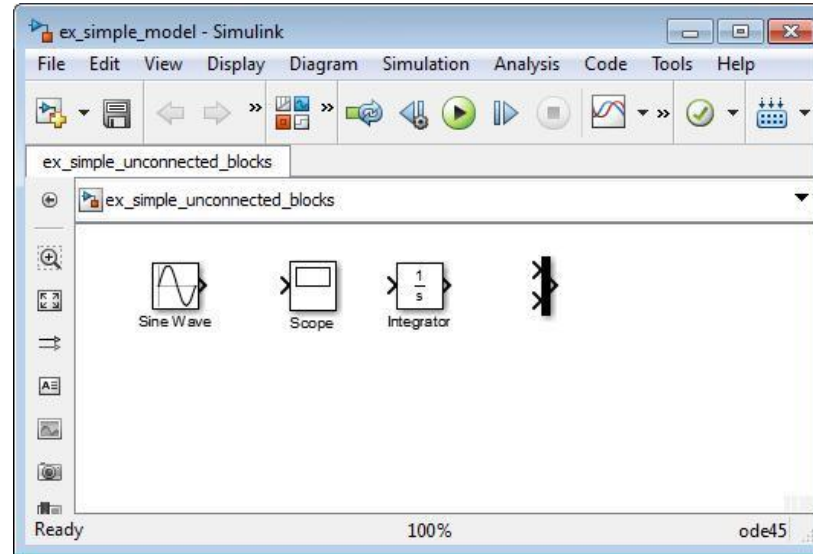 ex_simple_model - Simulink
File Edit View Display Diagram Simulation Analysis Code Tools Help
» » »
ex_simple_unconnected_blocks
ex_simple_unconnected_blocks
Sine Wave
Scope
1
s
Integrator
A
Ready 100% ode45